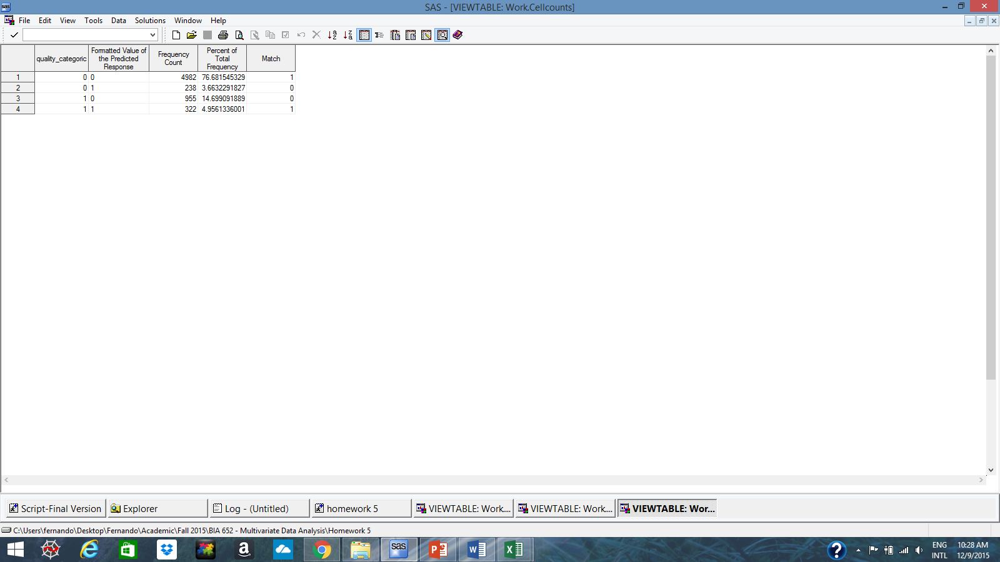 SAS - [VIEWTABLE: Work.Cellcounts]
File Edit View Tools Data Solutions Window Help
quality_categoric Formatted Value of the Predicted Response Frequency Count Percent of Total Frequency Match
1 0 0 4982 76.681545329 1
2 0 1 238 3.6632291827 0
3 1 0 955 14.699091889 0
4 1 1 322 4.9561336001 1
Script-Final Version Explorer Log - (Untitled) homework 5 VIEWTABLE: Work.... VIEWTABLE: Work.... VIEWTABLE: Wor...
C:\Users\fernando\Desktop\Fernando\Academic\Fall 2015\BIA 652 - Multivariate Data Analysis\Homework 5
ENG 10:28 AM
INTL 12/9/2015